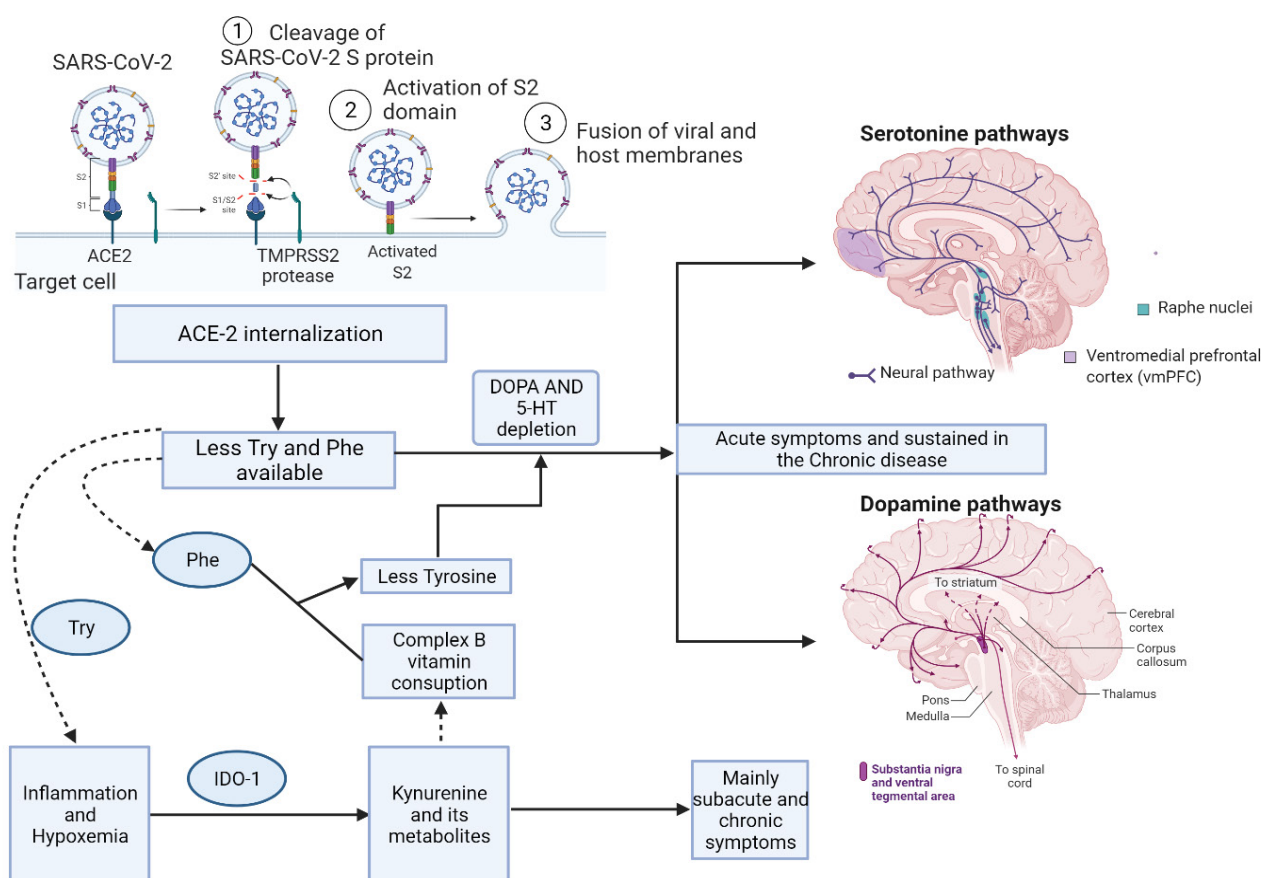 SARS-CoV-2
1
Cleavage of
SARS-CoV-2 S protein
2
Activation of S2
domain
3
Fusion of viral and
host membranes
S2
S1
S2' site
S1/S2
site
ACE2
TMPRSS2
protease
Activated
S2
Target cell
Serotonine pathways
Raphe nuclei
Neural pathway
Ventromedial prefrontal
cortex (vmPFC)
ACE-2 internalization
DOPA AND
5-HT
depletion
Less Try and Phe
available
Acute symptoms and sustained in
the Chronic disease
Phe
Less Tyrosine
Try
Complex B
vitamin
consuption
Dopamine pathways
To striatum
Cerebral
cortex
Corpus
callosum
Thalamus
Pons
Medulla
To spinal
cord
Substantia nigra
and ventral
tegmental area
Inflammation
and
Hypoxemia
IDO-1
Kynurenine
and its
metabolites
Mainly
subacute and
chronic
symptoms